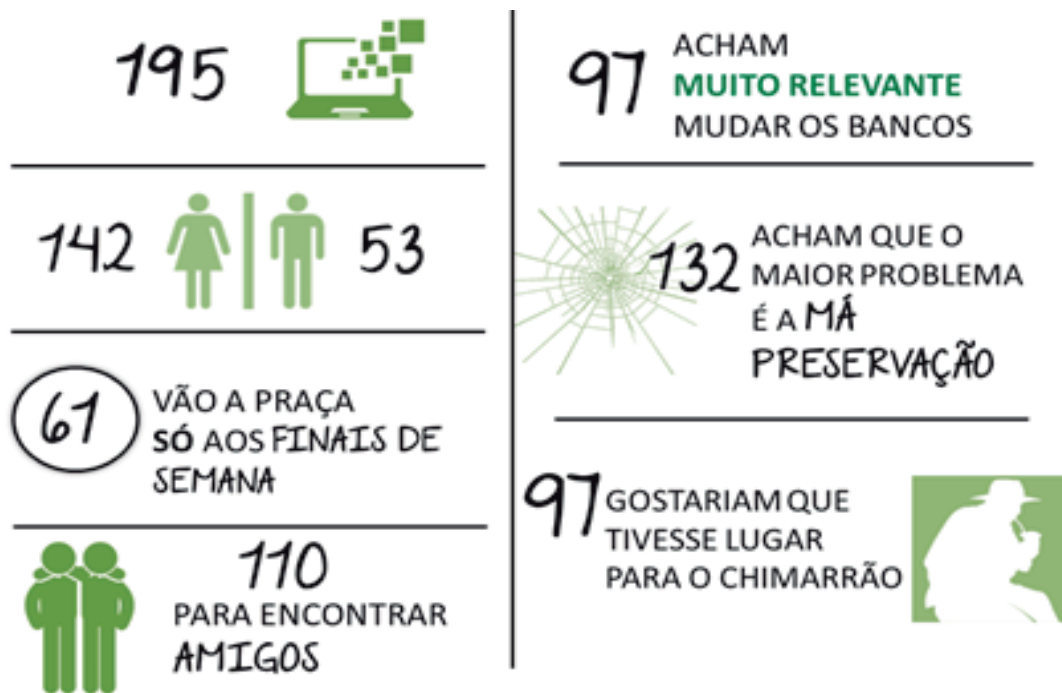 195
142 53
61
VÃO A PRAÇA
SÓ AOS FINAIS DE
SEMANA
110
PARA ENCONTRAR
AMIGOS
97
ACHAM
MUITO RELEVANTE
MUDAR OS BANCOS
132
ACHAM QUE O
MAIOR PROBLEMA
É A MÁ
PRESERVAÇÃO
97
GOSTARIAM QUE
TIVESSE LUGAR
PARA O CHIMARRÃO